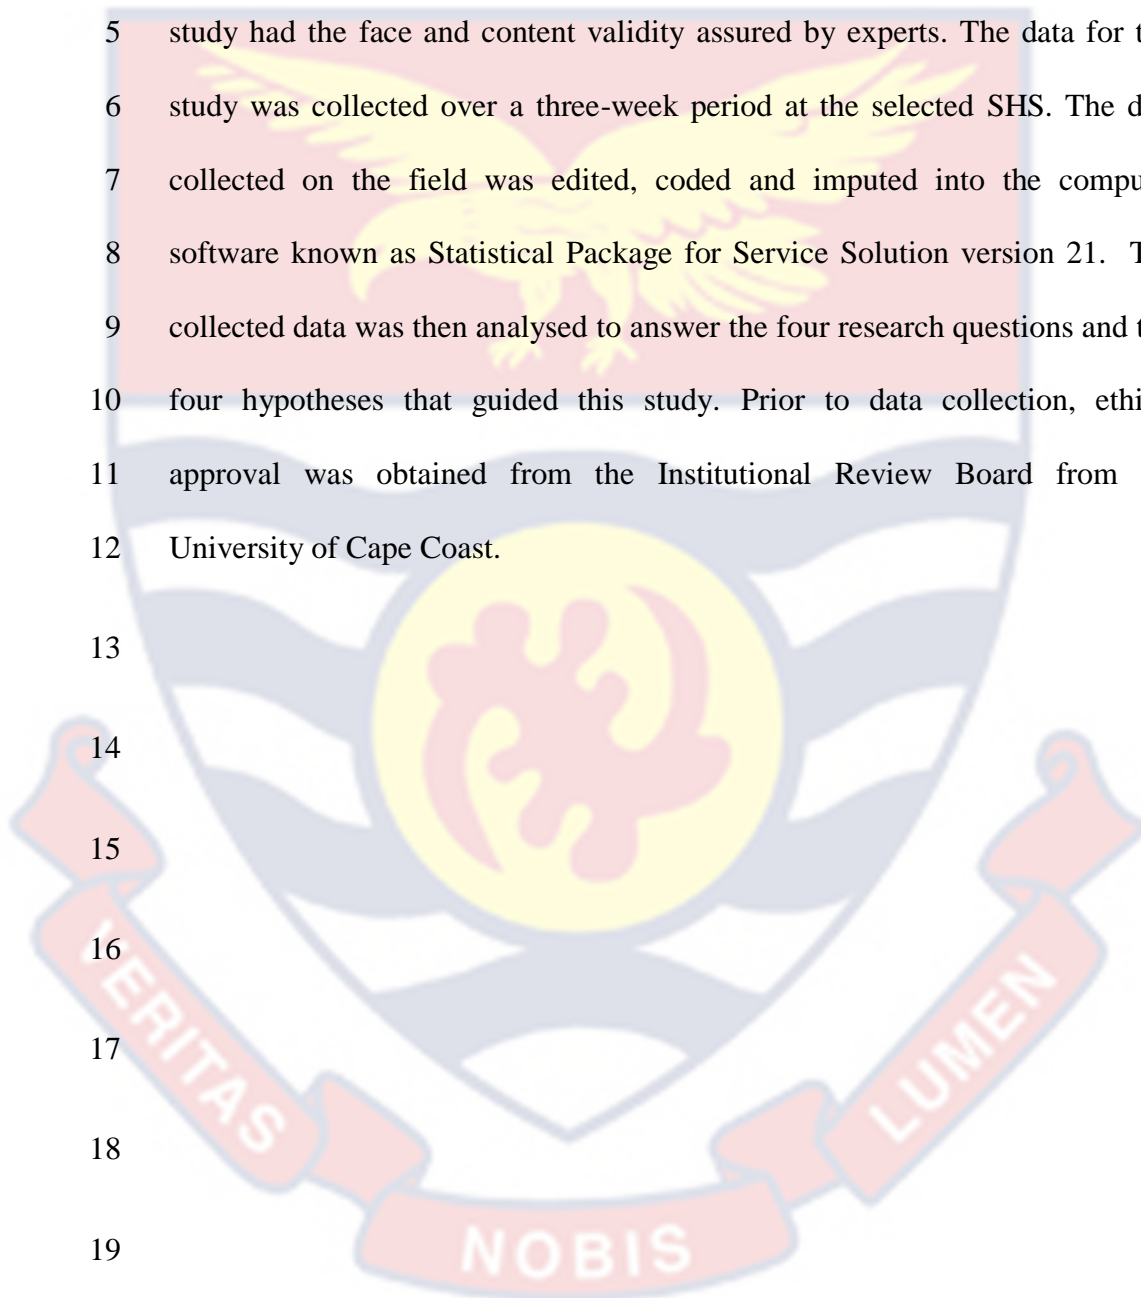 5 study had the face and content validity assured by experts. The data for t
6 study was collected over a three-week period at the selected SHS. The d
7 collected on the field was edited, coded and imputed into the compu
8 software known as Statistical Package for Service Solution version 21. T
9 collected data was then analysed to answer the four research questions and t
10 four hypotheses that guided this study. Prior to data collection, ethi
11 approval was obtained from the Institutional Review Board from
12 University of Cape Coast.
13
14
15
16
17
18
19
VERITAS
NOBIS
LUMEN